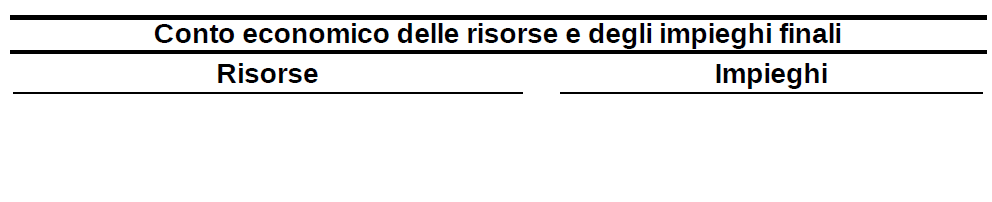 Conto economico delle risorse e degli impieghi finali
Risorse Impieghi